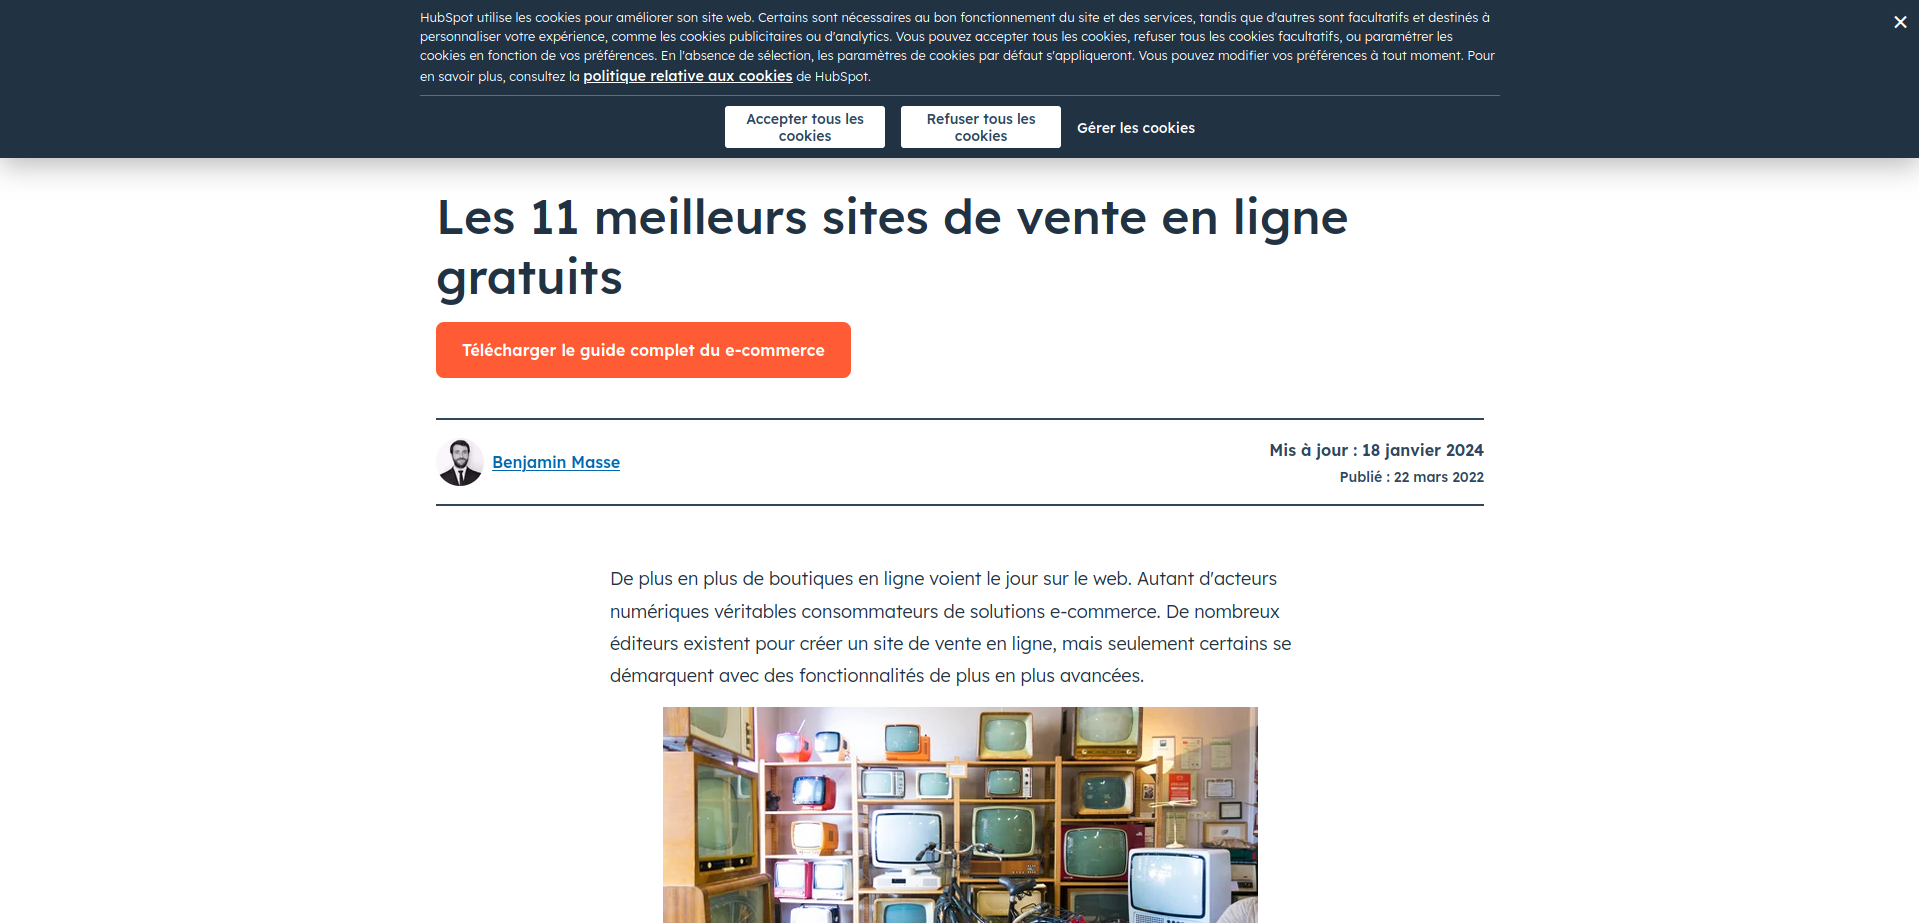 HubSpot utilise les cookies pour améliorer son site web. Certains sont nécessaires au bon fonctionnement du site et des services, tandis que d'autres sont facultatifs et destinés à
personnaliser votre expérience, comme les cookies publicitaires ou d'analytics. Vous pouvez accepter tous les cookies, refuser tous les cookies facultatifs, ou paramétrer les
cookies en fonction de vos préférences. En l'absence de sélection, les paramètres de cookies par défaut s'appliqueront. Vous pouvez modifier vos préférences à tout moment. Pour
en savoir plus, consultez la politique relative aux cookies de HubSpot.
Accepter tous les
cookies
Refuser tous les
cookies
Gérer les cookies
Les 11 meilleurs sites de vente en ligne
gratuits
Télécharger le guide complet du e-commerce
Benjamin Masse
Mis à jour : 18 janvier 2024
Publié : 22 mars 2022
De plus en plus de boutiques en ligne voient le jour sur le web. Autant d'acteurs
numériques véritables consommateurs de solutions e-commerce. De nombreux
éditeurs existent pour créer un site de vente en ligne, mais seulement certains se
démarquent avec des fonctionnalités de plus en plus avancées.